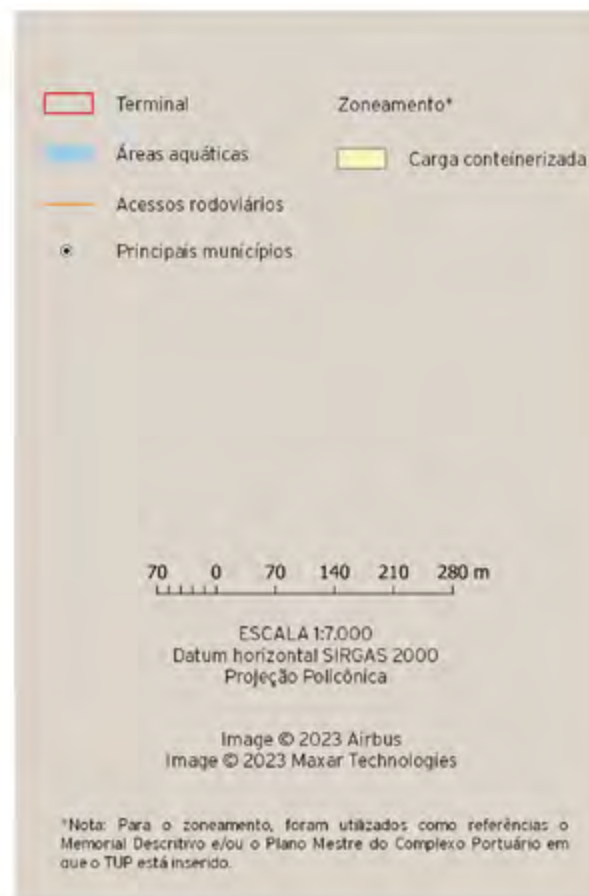 Terminal
Zoneamento*
Áreas aquáticas
Carga conteinerizada
Acessos rodoviários
Principais municípios
70 0 70 140 210 280 m
ESCALA 1:7.000
Datum horizontal SIRGAS 2000
Projeção Policônica
Image © 2023 Airbus
Image © 2023 Maxar Technologies
*Nota: Para o zoneamento, foram utilizados como referências o
Memorial Descritivo e/ou o Plano Mestre do Complexo Portuário em
que o TUP está inserido.